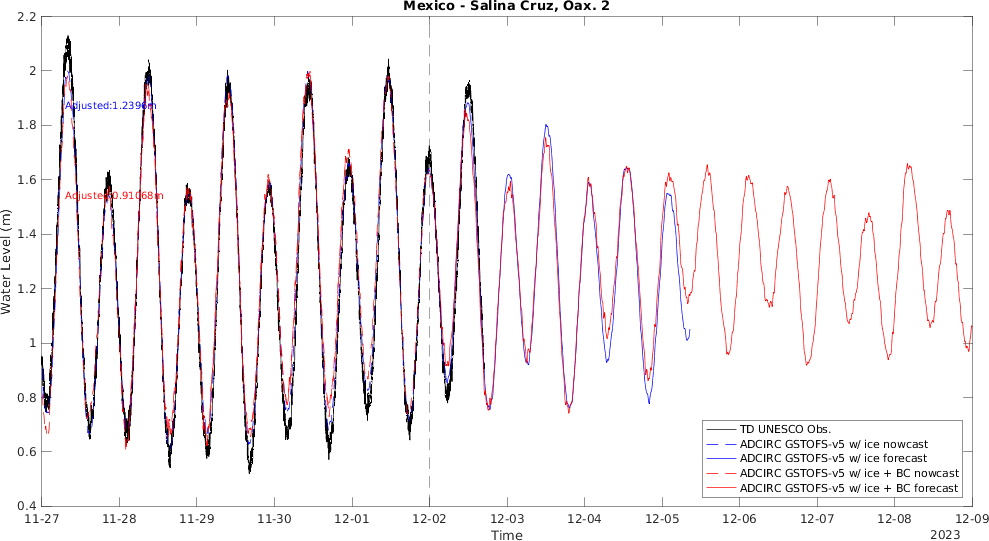 Mexico - Salina Cruz, Oax. 2
2.2
2
1.8
1.6
1.4
1.2
1
0.8
0.6
0.4
Water Level (m)
Adjusted:1.2396m
Adjusted:0.91068m
TD UNESCO Obs.
ADCIRC GSTOFS-v5 w/ ice nowcast
ADCIRC GSTOFS-v5 w/ ice forecast
ADCIRC GSTOFS-v5 w/ ice + BC nowcast
ADCIRC GSTOFS-v5 w/ ice + BC forecast
11-27 11-28 11-29 11-30 12-01 12-02 12-03 12-04 12-05 12-06 12-07 12-08 12-09
Time
2023